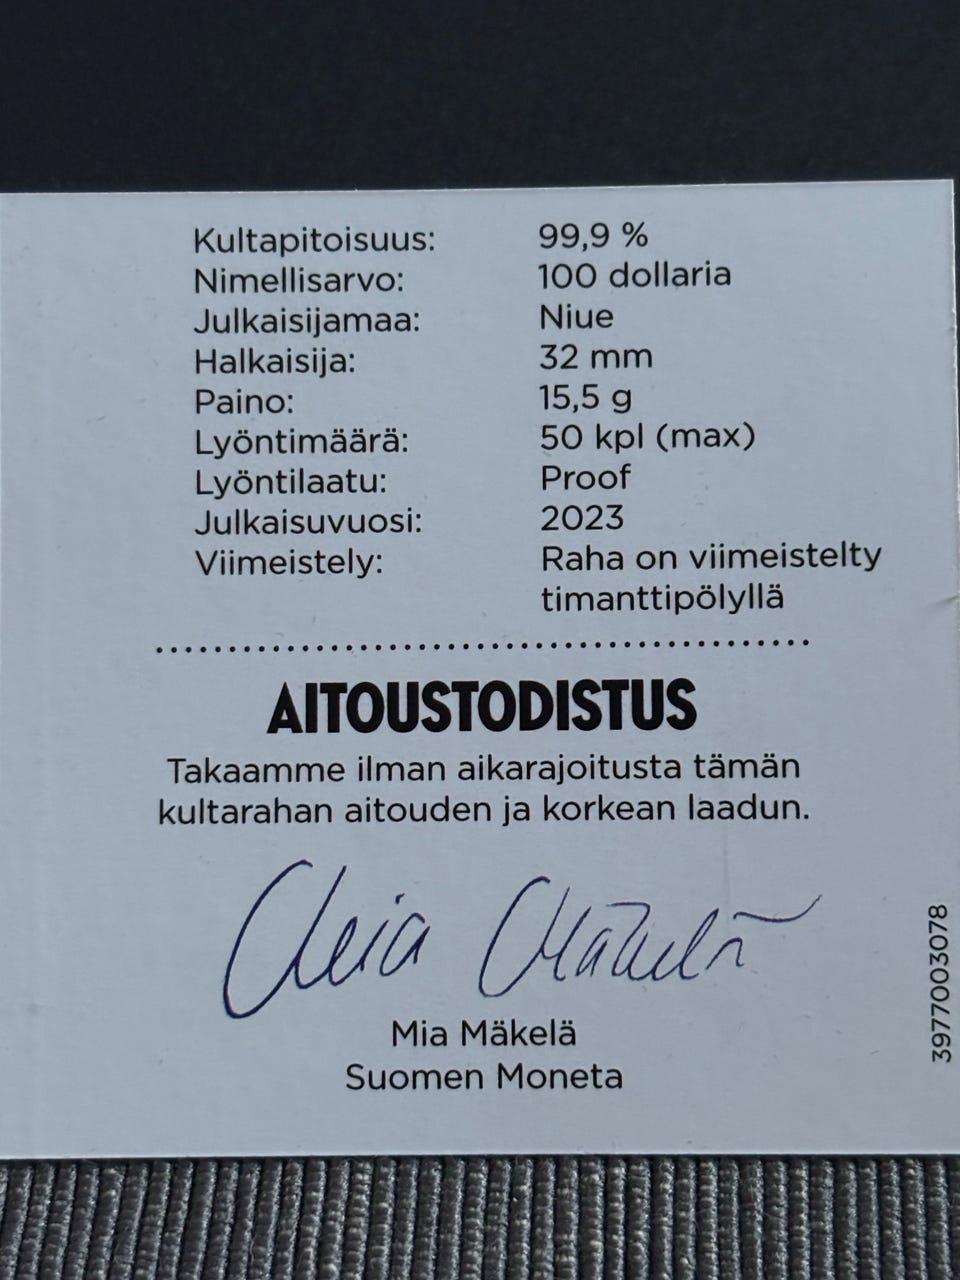 Kultapitoisuus: 99,9 %
Nimellisarvo: 100 dollaria
Julkaisijamaa: Niue
Halkaisija: 32 mm
Paino: 15,5 g
Lyöntimäärä: 50 kpl (max)
Lyöntilaatu: Proof
Julkaisuvuosi: 2023
Viimeistely: Raha on viimeistelty
timanttipölyllä
AITOUSTODISTUS
Takaamme ilman aikarajoitusta tämän
kultarahan aitouden ja korkean laadun.
Mia Mäkelä
Mia Mäkelä
Suomen Moneta
3977003078